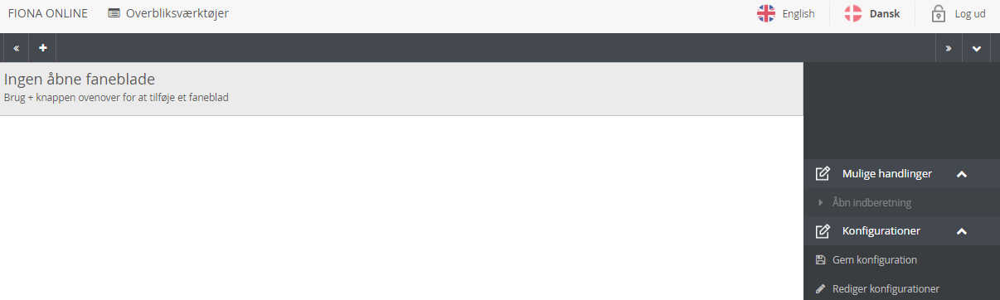 FIONA ONLINE Overbliksværktøjer English Dansk Log ud
Ingen åbne faneblade
Brug + knappen ovenover for at tilføje et faneblad
Mulige handlinger
Åbn indberetning
Konfigurationer
Gem konfiguration
Rediger konfigurationer